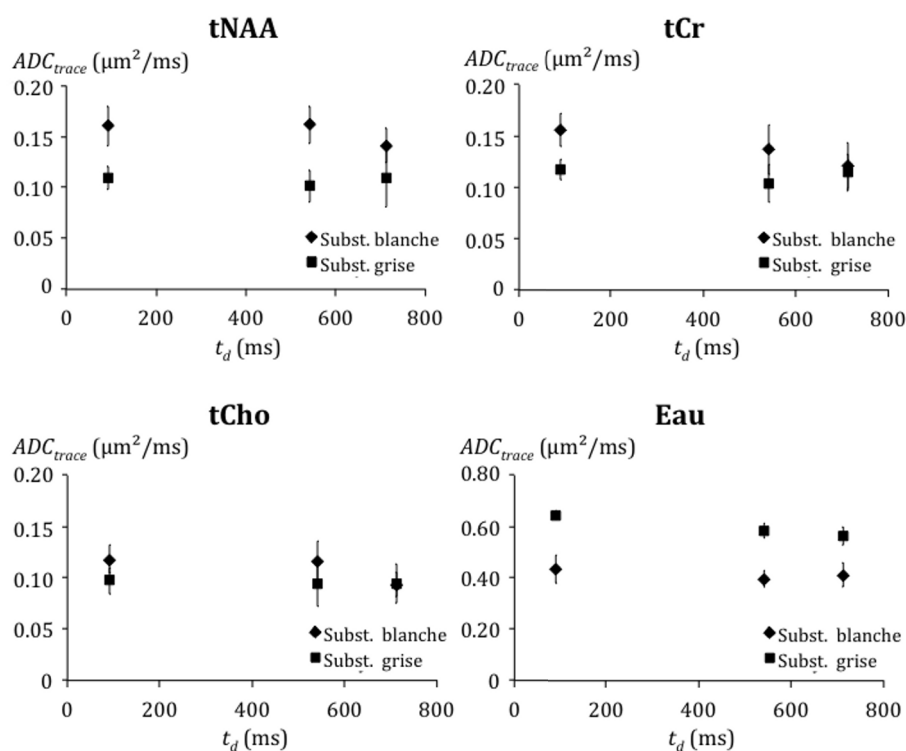 tNAA
ADCtrace (μm²/ms)
0.20
0.15
0.10
0.05
0
0 200 400 600 800
td (ms)
Subst. blanche
Subst. grise
tCr
ADCtrace (μm²/ms)
0.20
0.15
0.10
0.05
0
0 200 400 600 800
td (ms)
Subst. blanche
Subst. grise
tCho
ADCtrace (μm²/ms)
0.20
0.15
0.10
0.05
0
0 200 400 600 800
td (ms)
Subst. blanche
Subst. grise
Eau
ADCtrace (μm²/ms)
0.80
0.60
0.40
0.20
0
0 200 400 600 800
td (ms)
Subst. blanche
Subst. grise